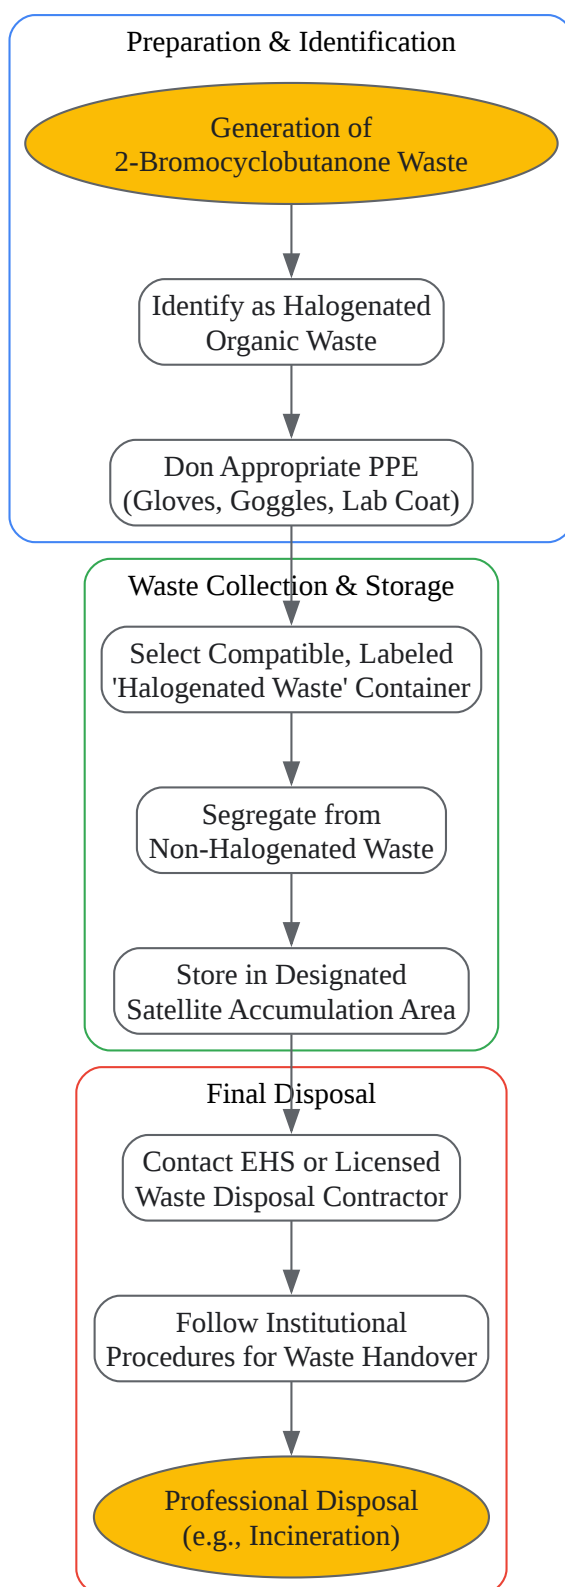 Preparation & Identification
Generation of
2-Bromocyclobutanone Waste
Identify as Halogenated
Organic Waste
Don Appropriate PPE
(Gloves, Goggles, Lab Coat)
Waste Collection & Storage
Select Compatible, Labeled
'Halogenated Waste' Container
Segregate from
Non-Halogenated Waste
Store in Designated
Satellite Accumulation Area
Final Disposal
Contact EHS or Licensed
Waste Disposal Contractor
Follow Institutional
Procedures for Waste Handover
Professional Disposal
(e.g., Incineration)